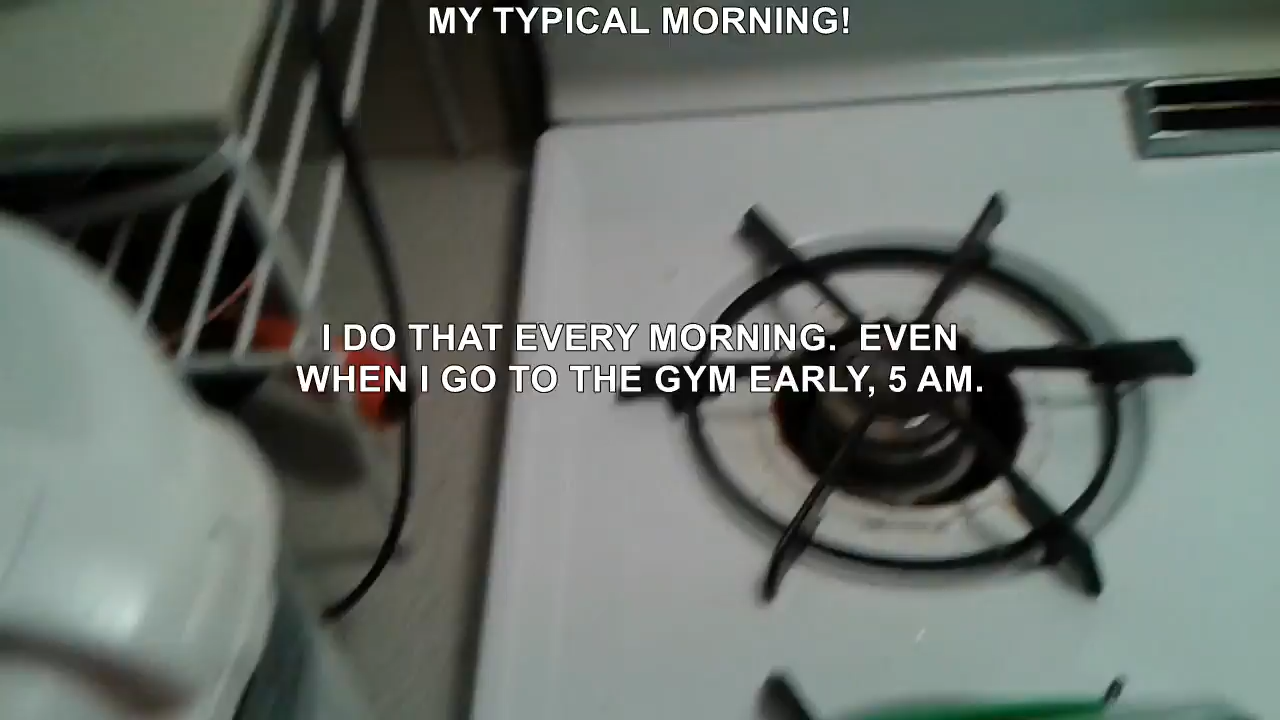 MY TYPICAL MORNING!
I DO THAT EVERY MORNING.  EVEN
WHEN I GO TO THE GYM EARLY, 5 AM.